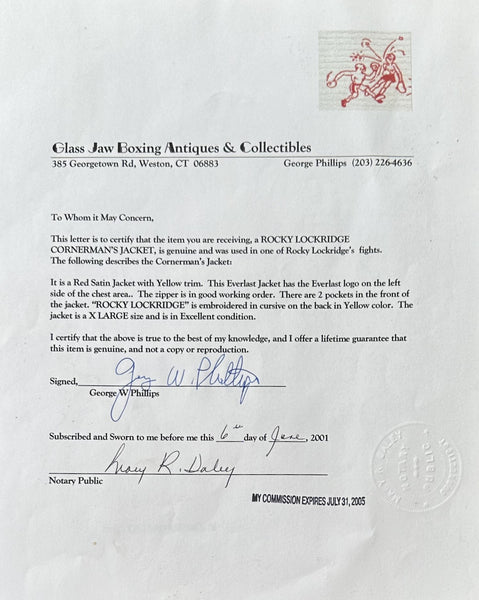 Glass Jaw Boxing Antiques & Collectibles
385 Georgetown Rd, Weston, CT 06883 George Phillips (203) 226-4636
To Whom it May Concern,
This letter is to certify that the item you are receiving, a ROCKY LOCKRIDGE
CORNERMAN'S JACKET, is genuine and was used in one of Rocky Lockridge's fights.
The following describes the Cornerman's Jacket:
It is a Red Satin Jacket with Yellow trim. This Everlast Jacket has the Everlast logo on the left
side of the chest area.. The zipper is in good working order. There are 2 pockets in the front of
the jacket. "ROCKY LOCKRIDGE" is embroidered in cursive on the back in Yellow color. The
jacket is a X LARGE size and is in Excellent condition.
I certify that the above is true to the best of my knowledge, and I offer a lifetime guarantee that
this item is genuine, and not a copy or reproduction.
Signed, W. Phillips
George W Phillips
Subscribed and Sworn to before me this 6th day of June, 2001
R. Daley
Notary Public
MY COMMISSION EXPIRES JULY 31, 2005